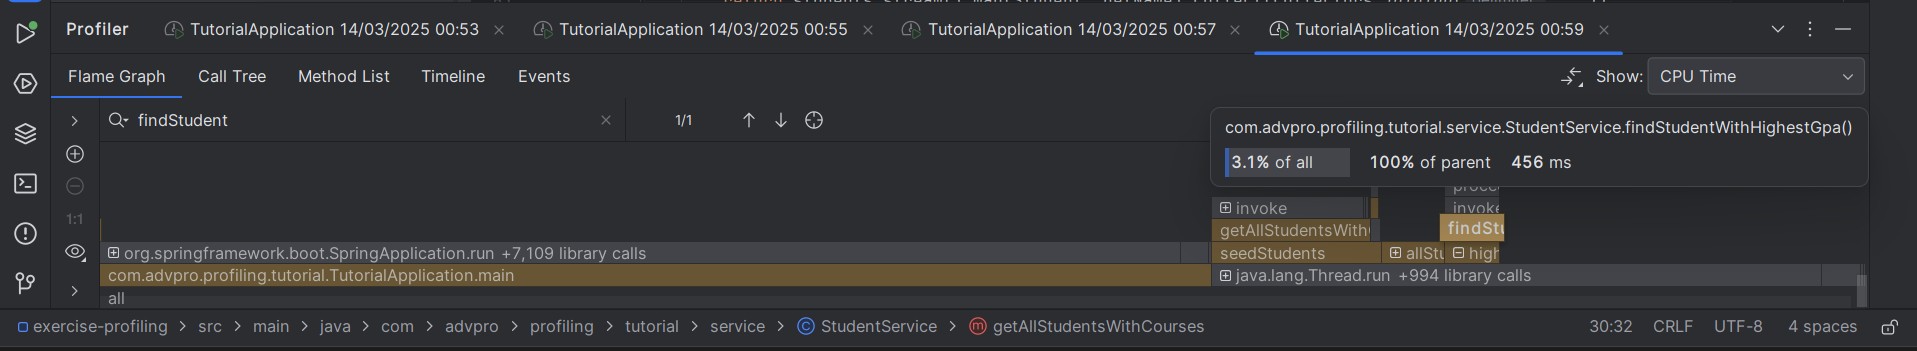 Profiler TutorialApplication 14/03/2025 00:53 TutorialApplication 14/03/2025 00:55 TutorialApplication 14/03/2025 00:57 TutorialApplication 14/03/2025 00:59
Flame Graph Call Tree Method List Timeline Events Show: CPU Time
findStudent 1/1
com.advpro.profiling.tutorial.service.StudentService.findStudentWithHighestGpa()
3.1% of all 100% of parent 456 ms
1:1
invoke invoke
getAllStudentsWith findStu
org.springframework.boot.SpringApplication.run +7,109 library calls seedStudents allStu high
com.advpro.profiling.tutorial.TutorialApplication.main java.lang.Thread.run +994 library calls
all
exercise-profiling > src > main > java > com > advpro > profiling > tutorial > service > StudentService > getAllStudentsWithCourses 30:32 CRLF UTF-8 4 spaces